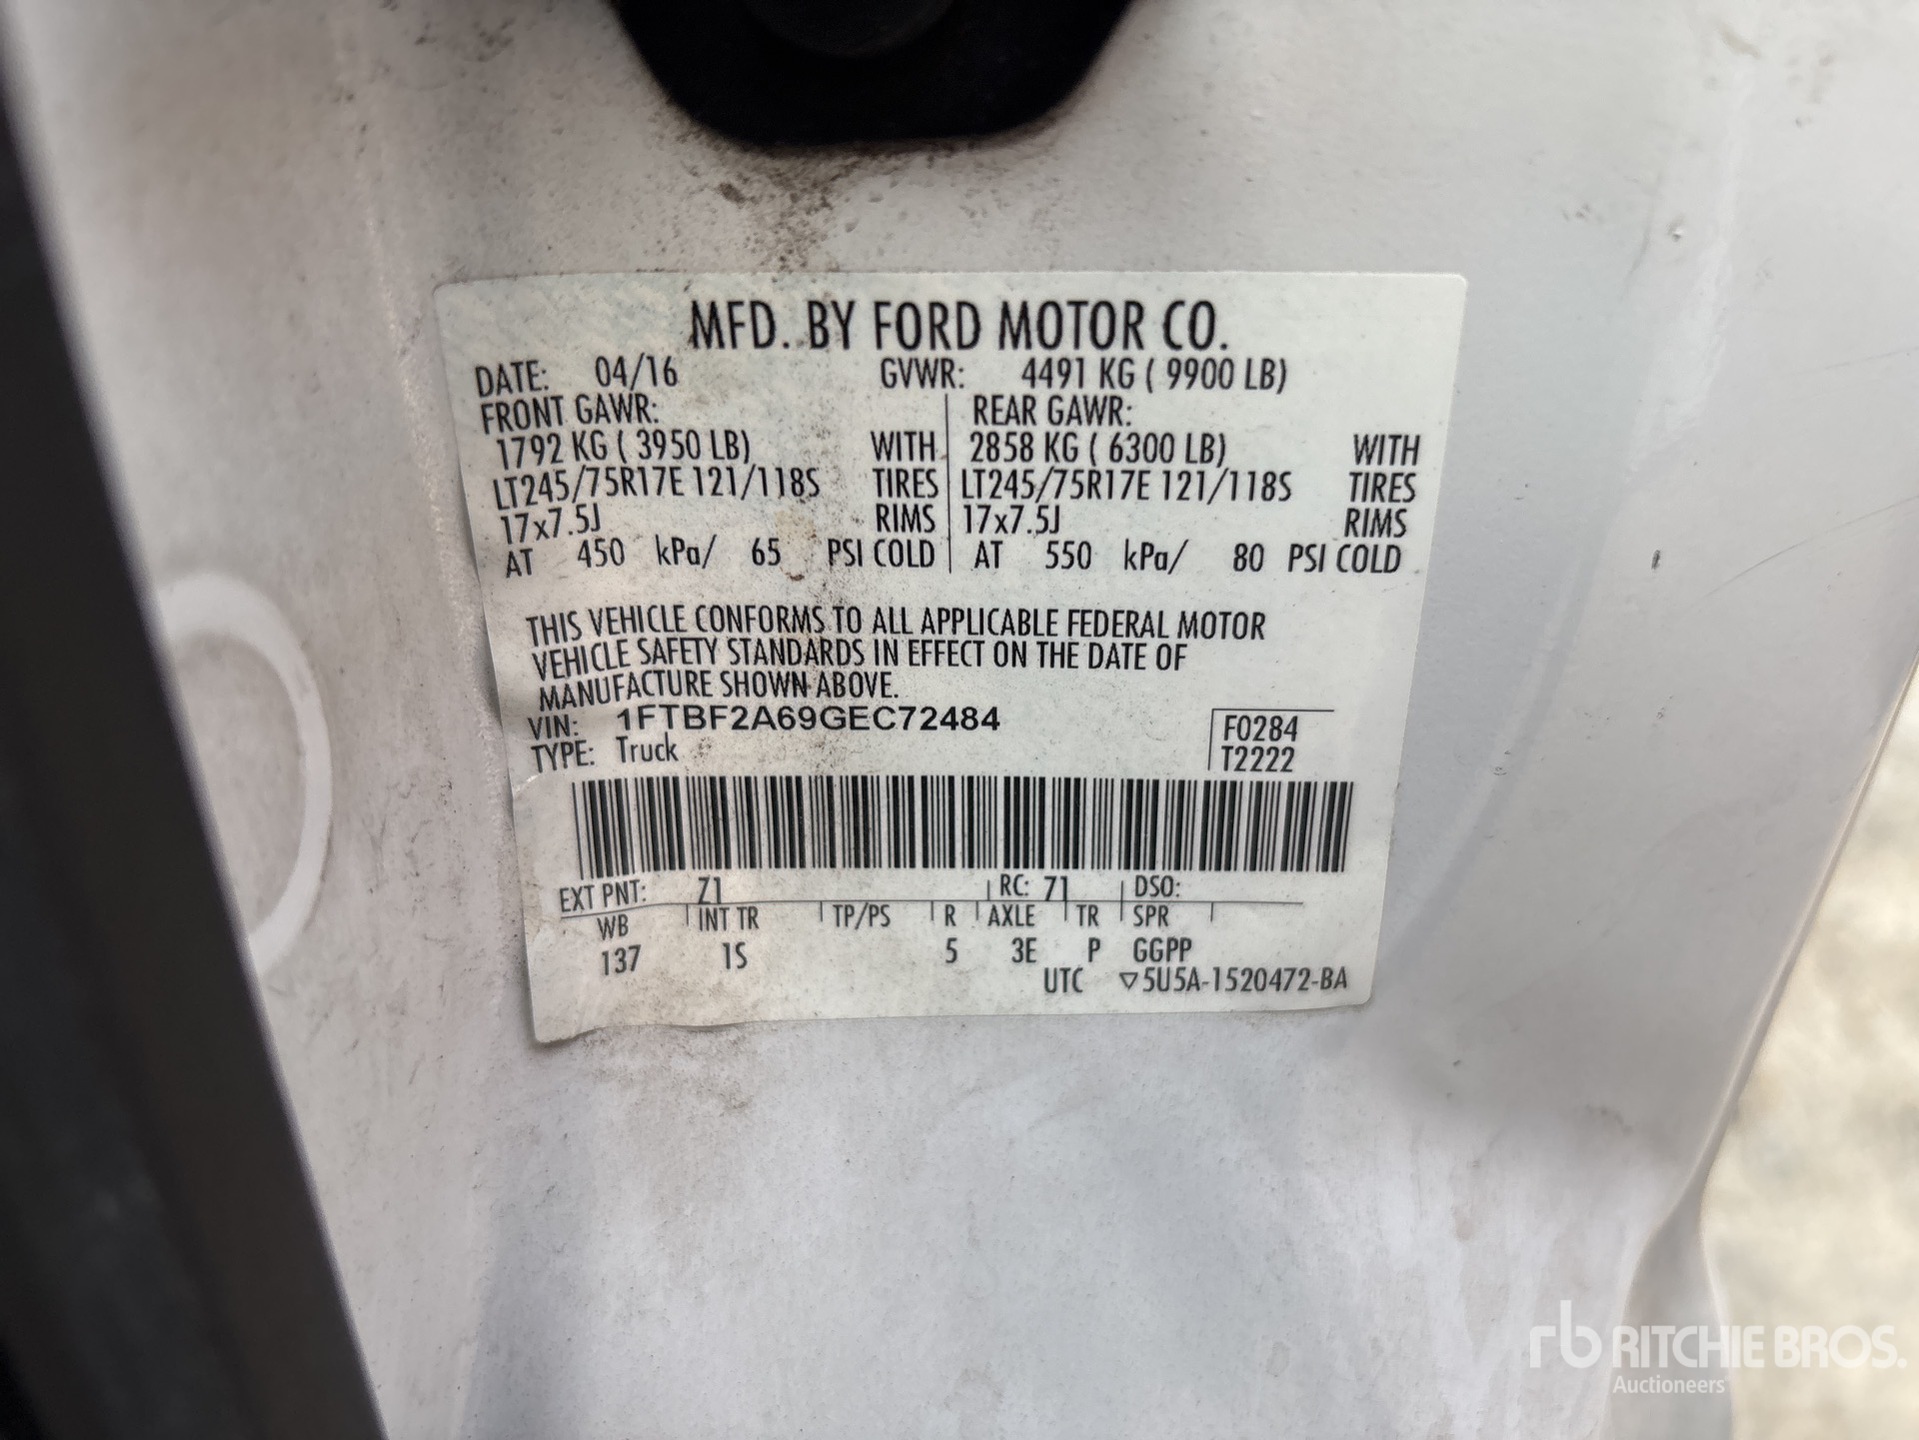 MFD. BY FORD MOTOR CO.
DATE: 04/16 GVWR: 4491 KG ( 9900 LB)
FRONT GAWR: REAR GAWR:
1792 KG ( 3950 LB) WITH 2858 KG ( 6300 LB) WITH
LT245/75R17E 121/118S TIRES LT245/75R17E 121/118S TIRES
17x7.5J RIMS 17x7.5J RIMS
AT 450 kPa/ 65 PSI COLD AT 550 kPa/ 80 PSI COLD
THIS VEHICLE CONFORMS TO ALL APPLICABLE FEDERAL MOTOR
VEHICLE SAFETY STANDARDS IN EFFECT ON THE DATE OF
MANUFACTURE SHOWN ABOVE.
VIN: 1FTBF2A69GEC72484 F0284
TYPE: Truck T2222
EXT PNT: Z1 RC: 71 DSO:
WB INT TR TP/PS R AXLE TR SPR
137 1S 5 3E P GGPP
UTC ▽5U5A-1520472-BA
rb RITCHIE BROS.
Auctioneers